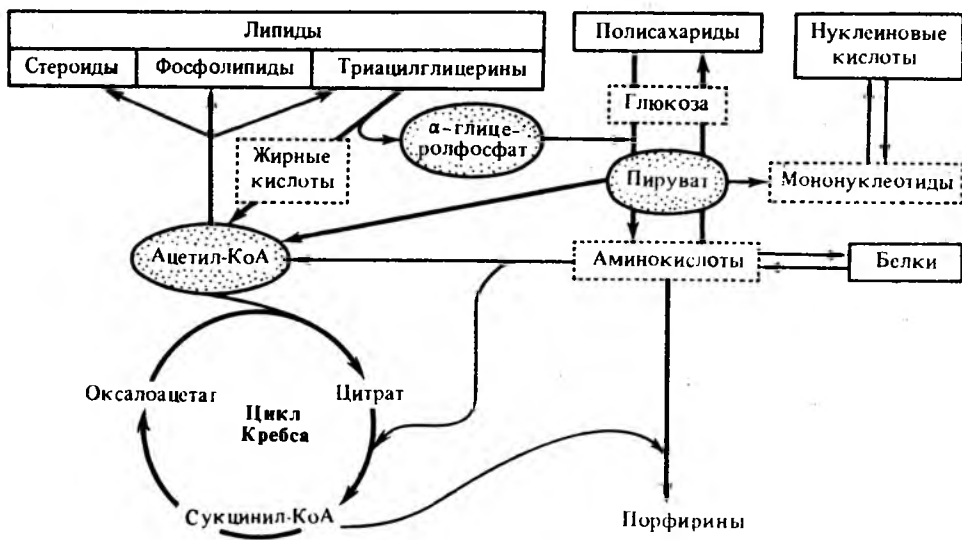 Липиды
Стероиды
Фосфолипиды
Триацилглицерины
Полисахариды
Нуклеиновые
кислоты
Глюкоза
α-глице-
ролфосфат
Жирные
кислоты
Пируват
Мононуклеотиды
Ацетил-КоА
Аминокислоты
Белки
Оксалоацетат
Цитрат
Цикл
Кребса
Сукцинил-КоА
Порфирины